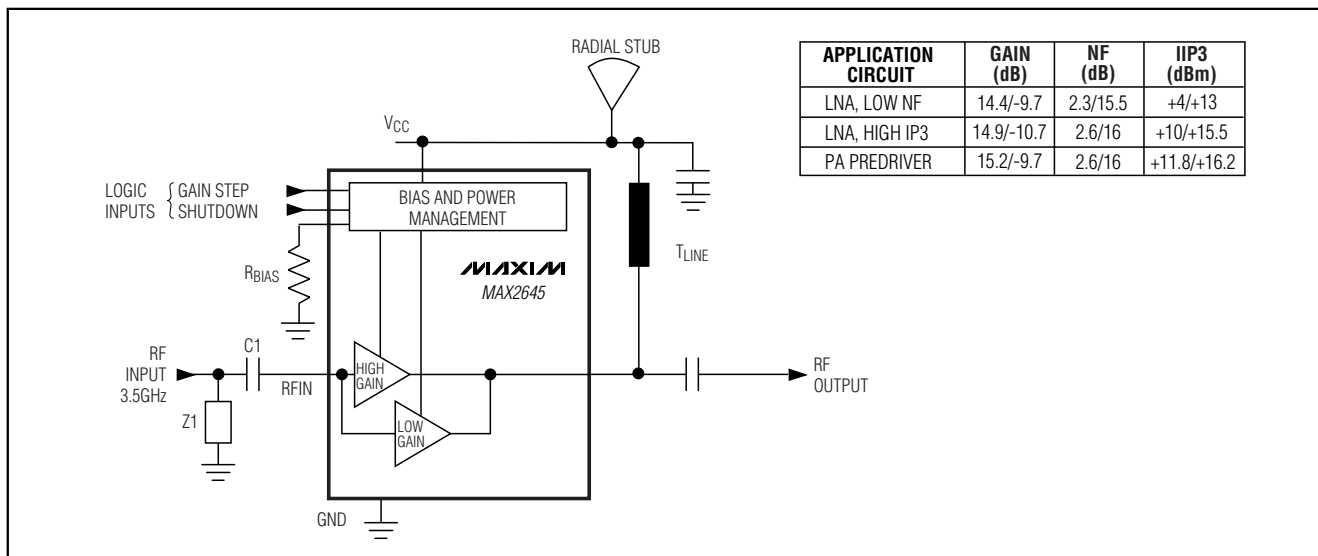 RADIAL STUB
VCC
LOGIC INPUTS
GAIN STEP
SHUTDOWN
BIAS AND POWER
MANAGEMENT
RBIAS
TLINE
MAXIM
MAX2645
RF
INPUT
3.5GHz
C1
Z1
RFIN
HIGH
GAIN
LOW
GAIN
RF
OUTPUT
GND
APPLICATION CIRCUIT GAIN (dB) NF (dB) IIP3 (dBm)
LNA, LOW NF 14.4/-9.7 2.3/15.5 +4/+13
LNA, HIGH IP3 14.9/-10.7 2.6/16 +10/+15.5
PA PREDRIVER 15.2/-9.7 2.6/16 +11.8/+16.2